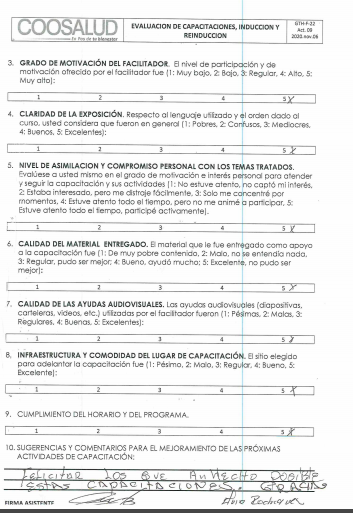 COOSALUD
En Pos de tu bienestar
EVALUACION DE CAPACITACIONES, INDUCCION Y
REINDUCCION
GTH-F-22
Act. 09
2020.nov.06
3. GRADO DE MOTIVACIÓN DEL FACILITADOR. El nivel de participación y de
motivación ofrecido por el facilitador fue (1: Muy bajo, 2: Bajo, 3: Regular, 4: Alto, 5:
Muy alto):
1 2 3 4 5 X
4. CLARIDAD DE LA EXPOSICIÓN. Respecto al lenguaje utilizado y el orden dado al
curso, usted considera que fueron en general (1: Pobres, 2: Confusos, 3: Mediocres,
4: Buenos, 5: Excelentes):
1 2 3 4 5 X
5. NIVEL DE ASIMILACION Y COMPROMISO PERSONAL CON LOS TEMAS TRATADOS.
Evalúese a usted mismo en el grado de motivación e interés personal para atender
y seguir la capacitación y sus actividades (1: No estuve atento, no captó mi interés,
2: Estaba interesado, pero me distraje fácilmente, 3: Solo me concentré por
momentos, 4: Estuve atento todo el tiempo, pero no me animé a participar, 5:
Estuve atento todo el tiempo, participé activamente).
1 2 3 4 5 X
6. CALIDAD DEL MATERIAL ENTREGADO. El material que le fue entregado como apoyo
a la capacitación fue (1: De muy pobre contenido, 2: Malo, no se entendía nada,
3: Regular, pudo ser mejor; 4: Bueno, ayudó mucho; 5: Excelente, no pudo ser
mejor):
1 2 3 4 5 X
7. CALIDAD DE LAS AYUDAS AUDIOVISUALES. Las ayudas audiovisuales (diapositivas,
carteleras, videos, etc.) utilizadas por el facilitador fueron (1: Pésimas, 2: Malas, 3:
Regulares, 4: Buenas, 5: Excelentes):
1 2 3 4 5 X
8. INFRAESTRUCTURA Y COMODIDAD DEL LUGAR DE CAPACITACIÓN. El sitio elegido
para adelantar la capacitación fue (1: Pésimo, 2: Malo, 3: Regular, 4: Bueno, 5:
Excelente):
1 2 3 4 5 X
9. CUMPLIMIENTO DEL HORARIO Y DEL PROGRAMA.
1 2 3 4 5 X
10. SUGERENCIAS Y COMENTARIOS PARA EL MEJORAMIENTO DE LAS PRÓXIMAS
ACTIVIDADES DE CAPACITACIÓN:
FELICITAR LOS QUE AN HECHO POSIBLE
ESTAS CAPACITACIONES. GRACIAS
FIRMA ASISTENTE Ana Rodriguez